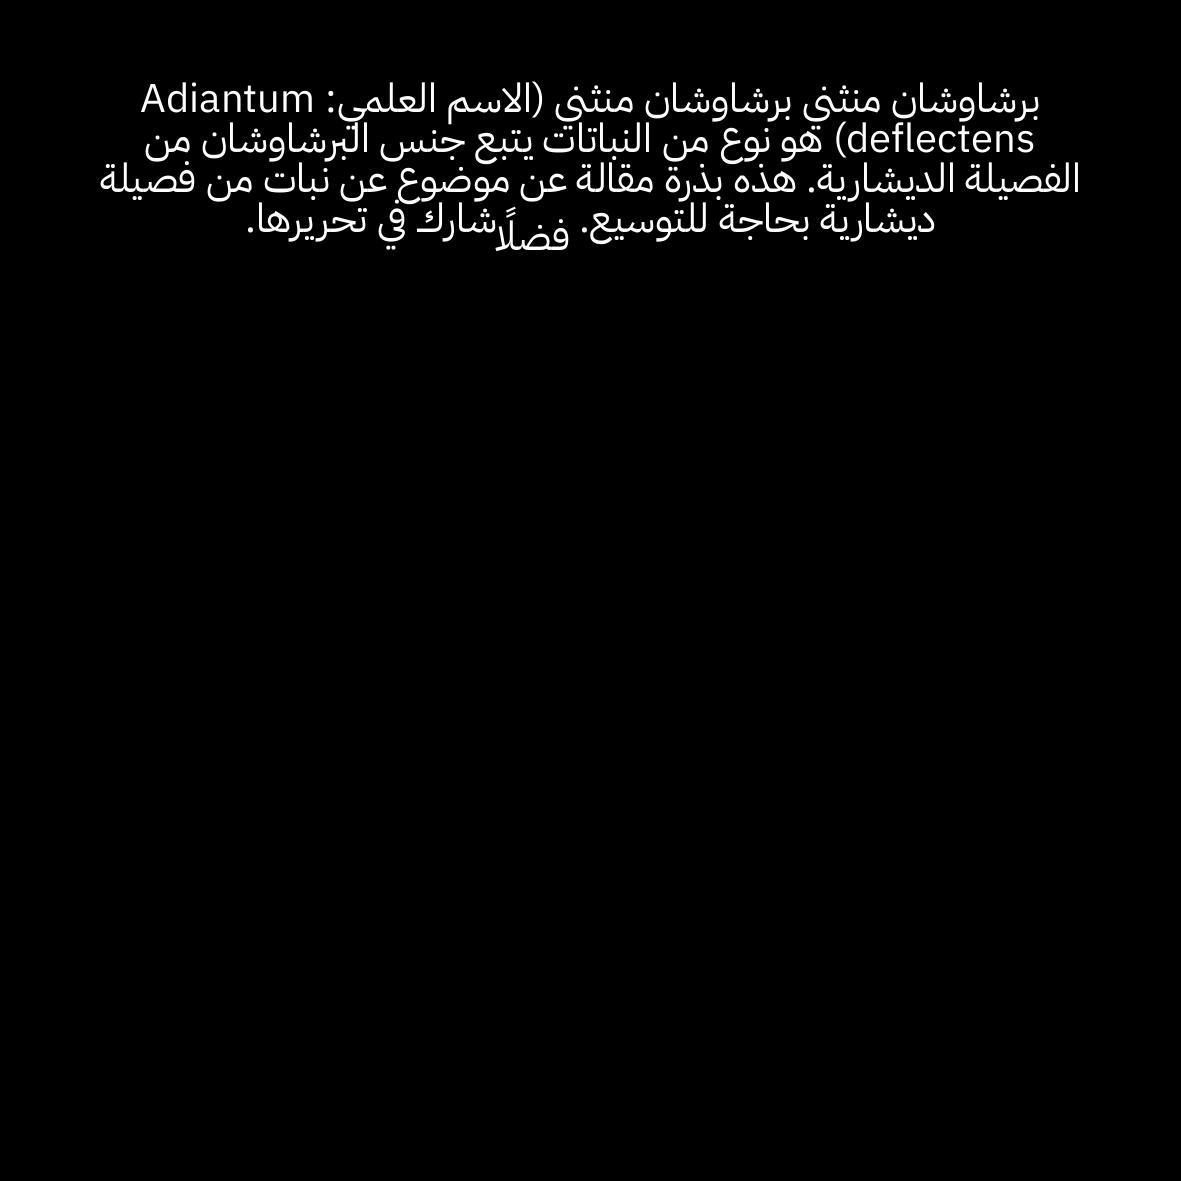 برشاوشان منثني برشاوشان منثني (الاسم العلمي: Adiantum
deflectens) هو نوع من النباتات يتبع جنس البرشاوشان من
الفصيلة الديشارية. هذه بذرة مقالة عن موضوع عن نبات من فصيلة
ديشارية بحاجة للتوسيع. فضلًا شارك في تحريرها.